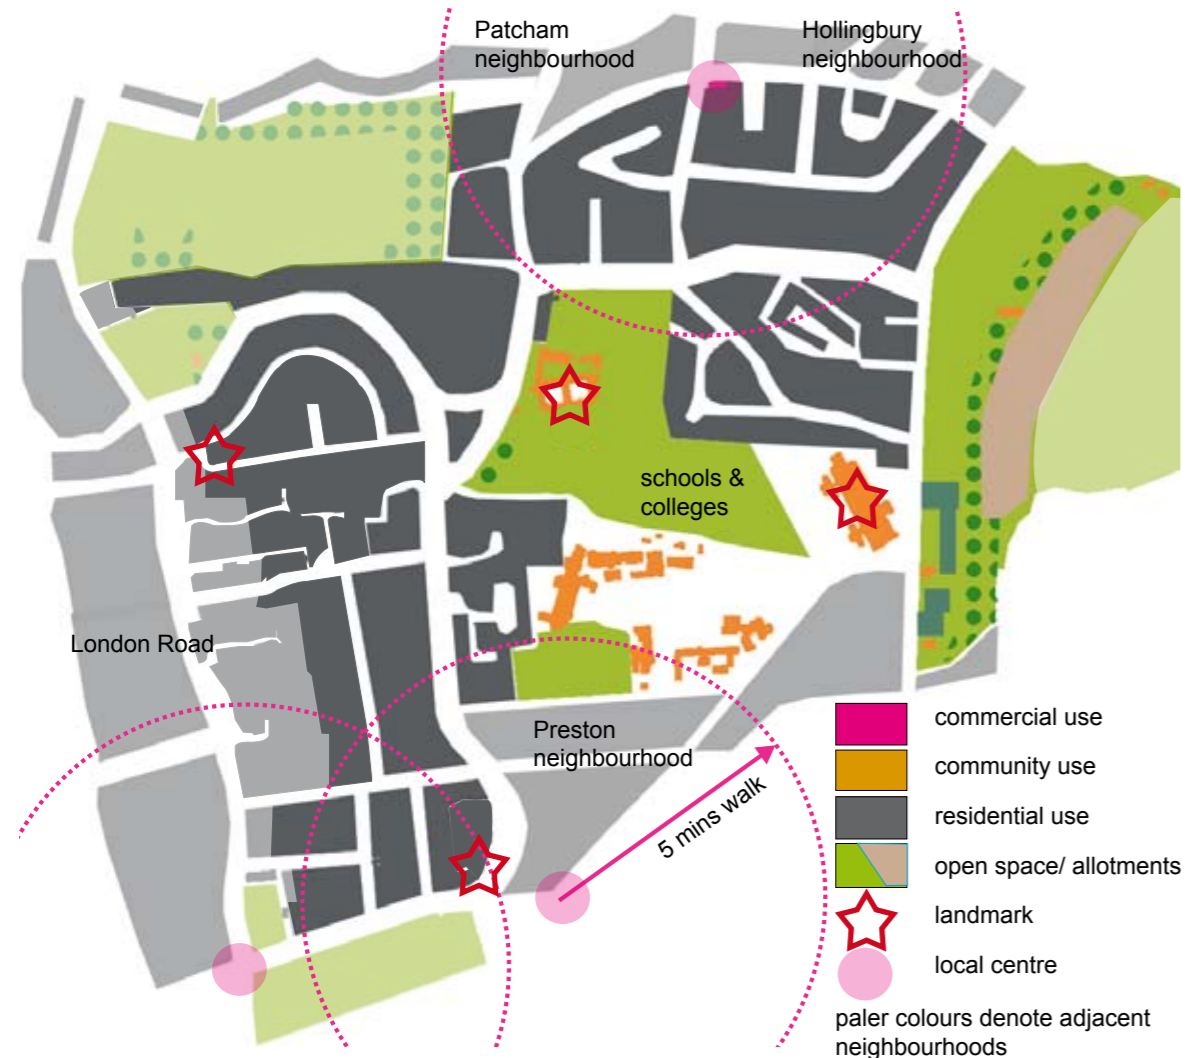 Patcham
neighbourhood
Hollingbury
neighbourhood
schools &
colleges
London Road
Preston
neighbourhood
5 mins walk
commercial use
community use
residential use
open space/ allotments
landmark
local centre
paler colours denote adjacent
neighbourhoods